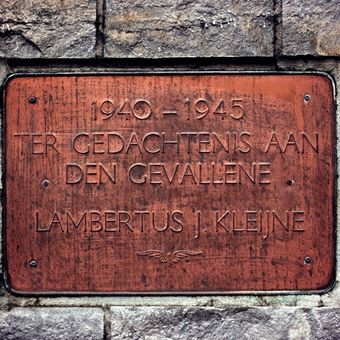 1940 – 1945
TER GEDACHTENIS AAN
DEN GEVALLENE
LAMBERTUS J. KLEIJNE